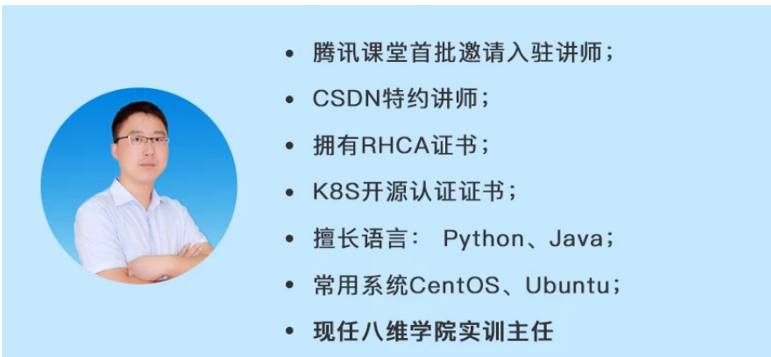 • 腾讯课堂首批邀请入驻讲师；
• CSDN特约讲师；
• 拥有RHCA证书；
• K8S开源认证证书；
• 擅长语言： Python、Java；
• 常用系统CentOS、Ubuntu；
• 现任八维学院实训主任